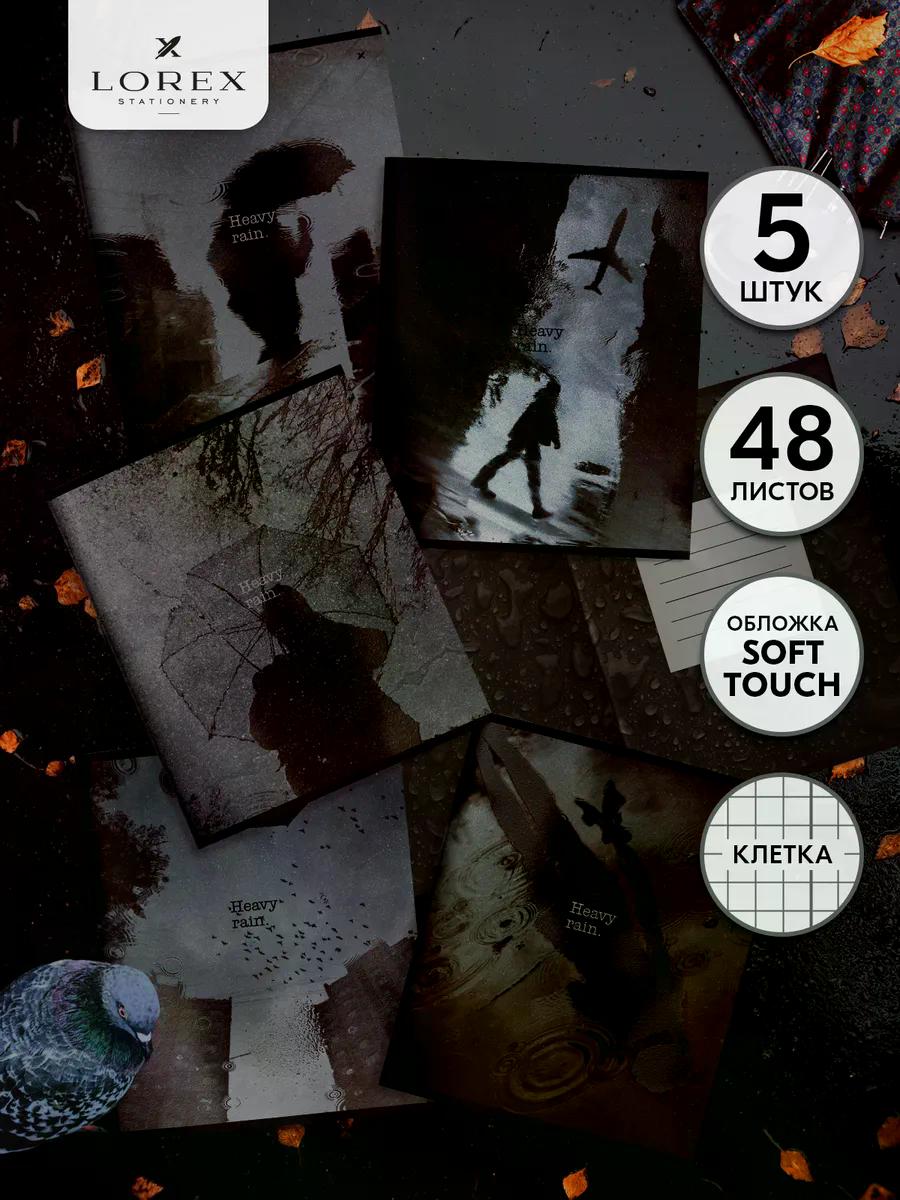 LOREX
STATIONERY
Heavy
rain.
Heavy
rain.
5
ШТУК
48
ЛИСТОВ
Heavy
rain.
ОБЛОЖКА
SOFT
TOUCH
КЛЕТКА
Heavy
rain.
Heavy
rain.